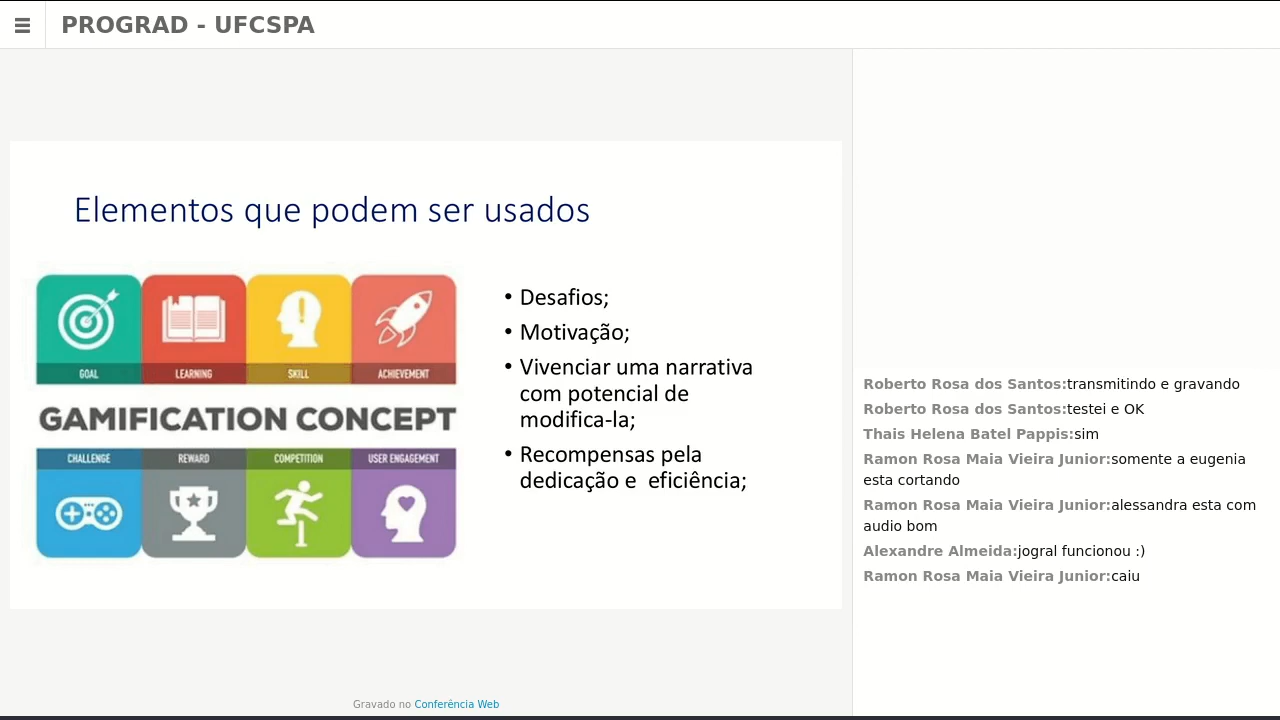 PROGRAD - UFCSPA
Elementos que podem ser usados
GOAL LEARNING SKILL ACHIEVEMENT
GAMIFICATION CONCEPT
CHALLENGE REWARD COMPETITION USER ENGAGEMENT
• Desafios;
• Motivação;
• Vivenciar uma narrativa
com potencial de
modifica-la;
• Recompensas pela
dedicação e eficiência;
Roberto Rosa dos Santos:transmitindo e gravando
Roberto Rosa dos Santos:testei e OK
Thais Helena Batel Pappis:sim
Ramon Rosa Maia Vieira Junior:somente a eugenia
esta cortando
Ramon Rosa Maia Vieira Junior:alessandra esta com
audio bom
Alexandre Almeida:jogral funcionou :)
Ramon Rosa Maia Vieira Junior:caiu
Gravado no Conferência Web